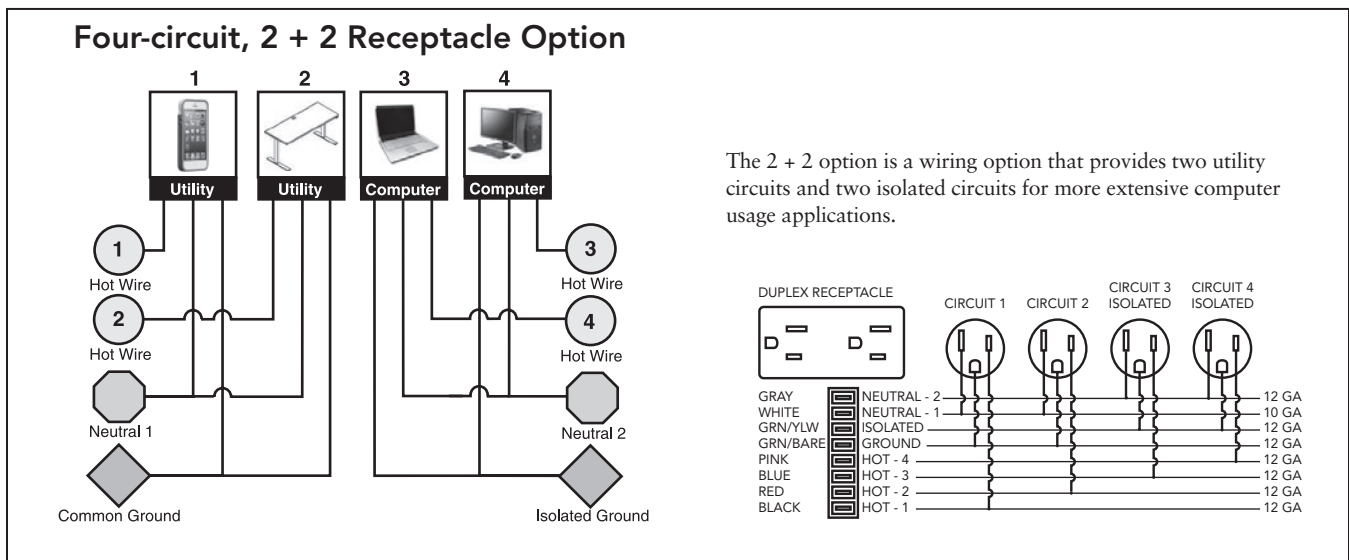 Four-circuit, 2 + 2 Receptacle Option
1 2 3 4
Utility Utility Computer Computer
1
Hot Wire
2
Hot Wire
Neutral 1
Common Ground
3
Hot Wire
4
Hot Wire
Neutral 2
Isolated Ground
The 2 + 2 option is a wiring option that provides two utility
circuits and two isolated circuits for more extensive computer
usage applications.
DUPLEX RECEPTACLE
CIRCUIT 1
CIRCUIT 2
CIRCUIT 3
ISOLATED
CIRCUIT 4
ISOLATED
GRAY NEUTRAL - 2 12 GA
WHITE NEUTRAL - 1 10 GA
GRN/YLW ISOLATED 12 GA
GRN/BARE GROUND 12 GA
PINK HOT - 4 12 GA
BLUE HOT - 3 12 GA
RED HOT - 2 12 GA
BLACK HOT - 1 12 GA